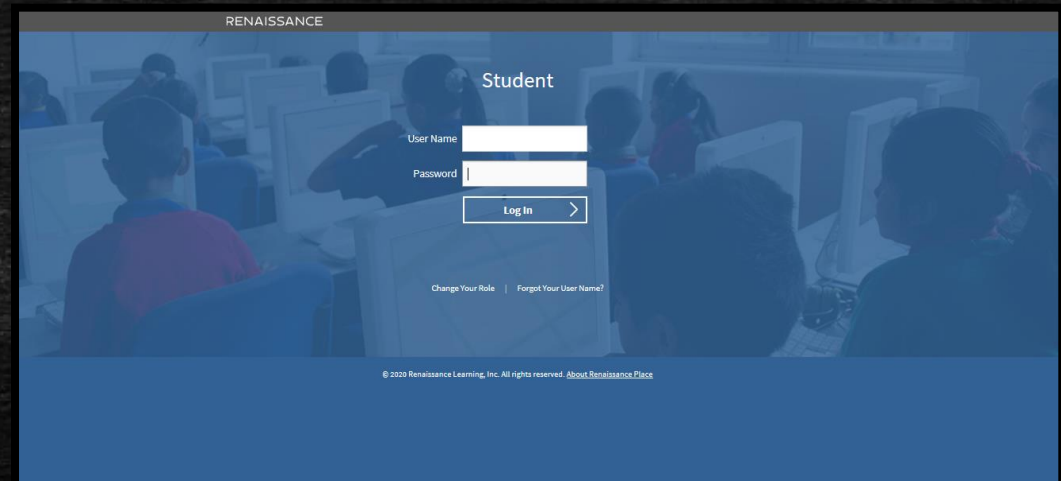 RENAISSANCE
Student
User Name
Password
Log In
Change Your Role | Forgot Your User Name?
© 2020 Renaissance Learning, Inc. All rights reserved. About Renaissance Place